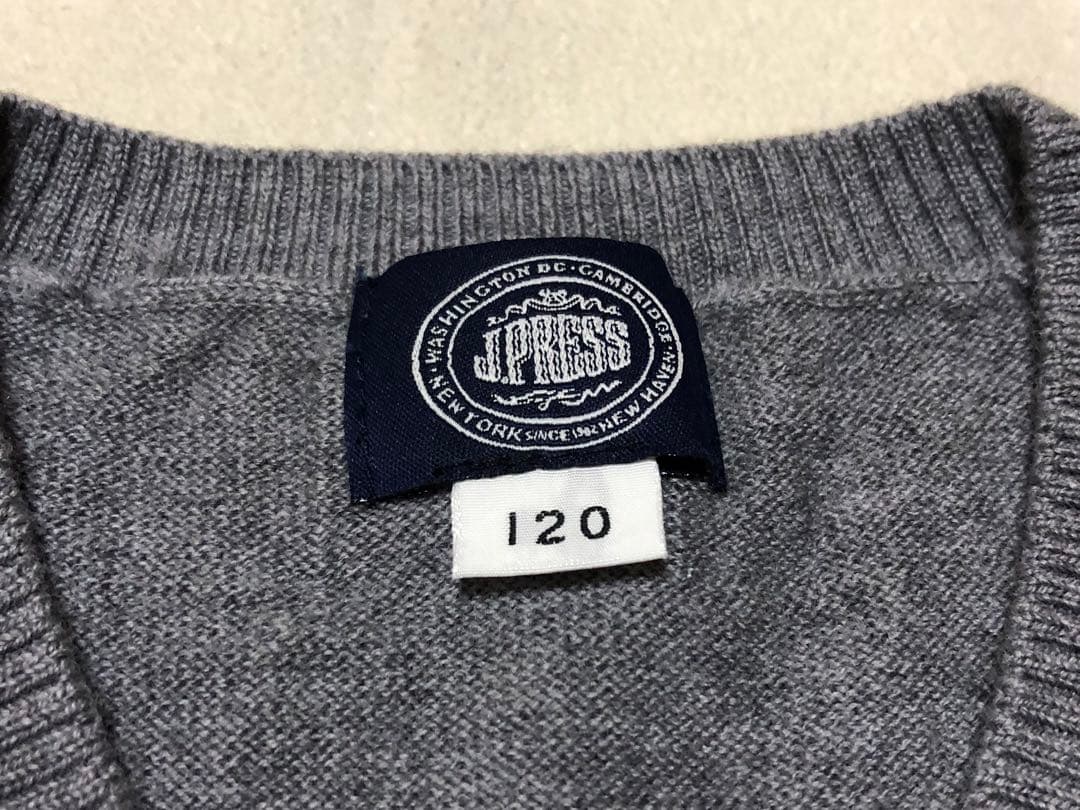 WASHINGTON DC · CAMBRIDGE ·
J.PRESS
· NEW YORK SINCE 1902 NEW HAVEN ·
120